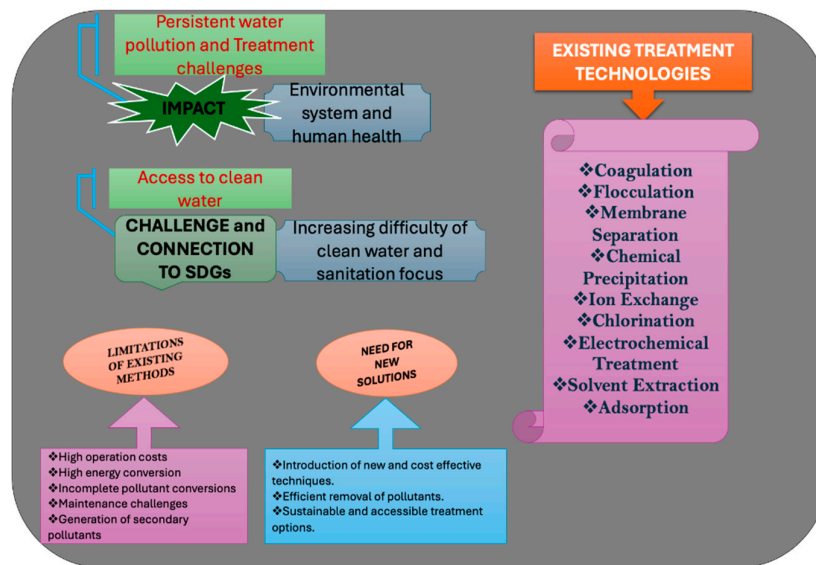 Persistent water
pollution and Treatment
challenges
IMPACT
Environmental
system and
human health
Access to clean
water
CHALLENGE and
CONNECTION
TO SDGs
Increasing difficulty of
clean water and
sanitation focus
EXISTING TREATMENT
TECHNOLOGIES
❖Coagulation
❖Flocculation
❖Membrane
Separation
❖Chemical
Precipitation
❖Ion Exchange
❖Chlorination
❖Electrochemical
Treatment
❖Solvent Extraction
❖Adsorption
LIMITATIONS
OF EXISTING
METHODS
❖High operation costs
❖High energy conversion
❖Incomplete pollutant conversions
❖Maintenance challenges
❖Generation of secondary
pollutants
NEED FOR
NEW
SOLUTIONS
❖Introduction of new and cost effective
techniques.
❖Efficient removal of pollutants.
❖Sustainable and accessible treatment
options.